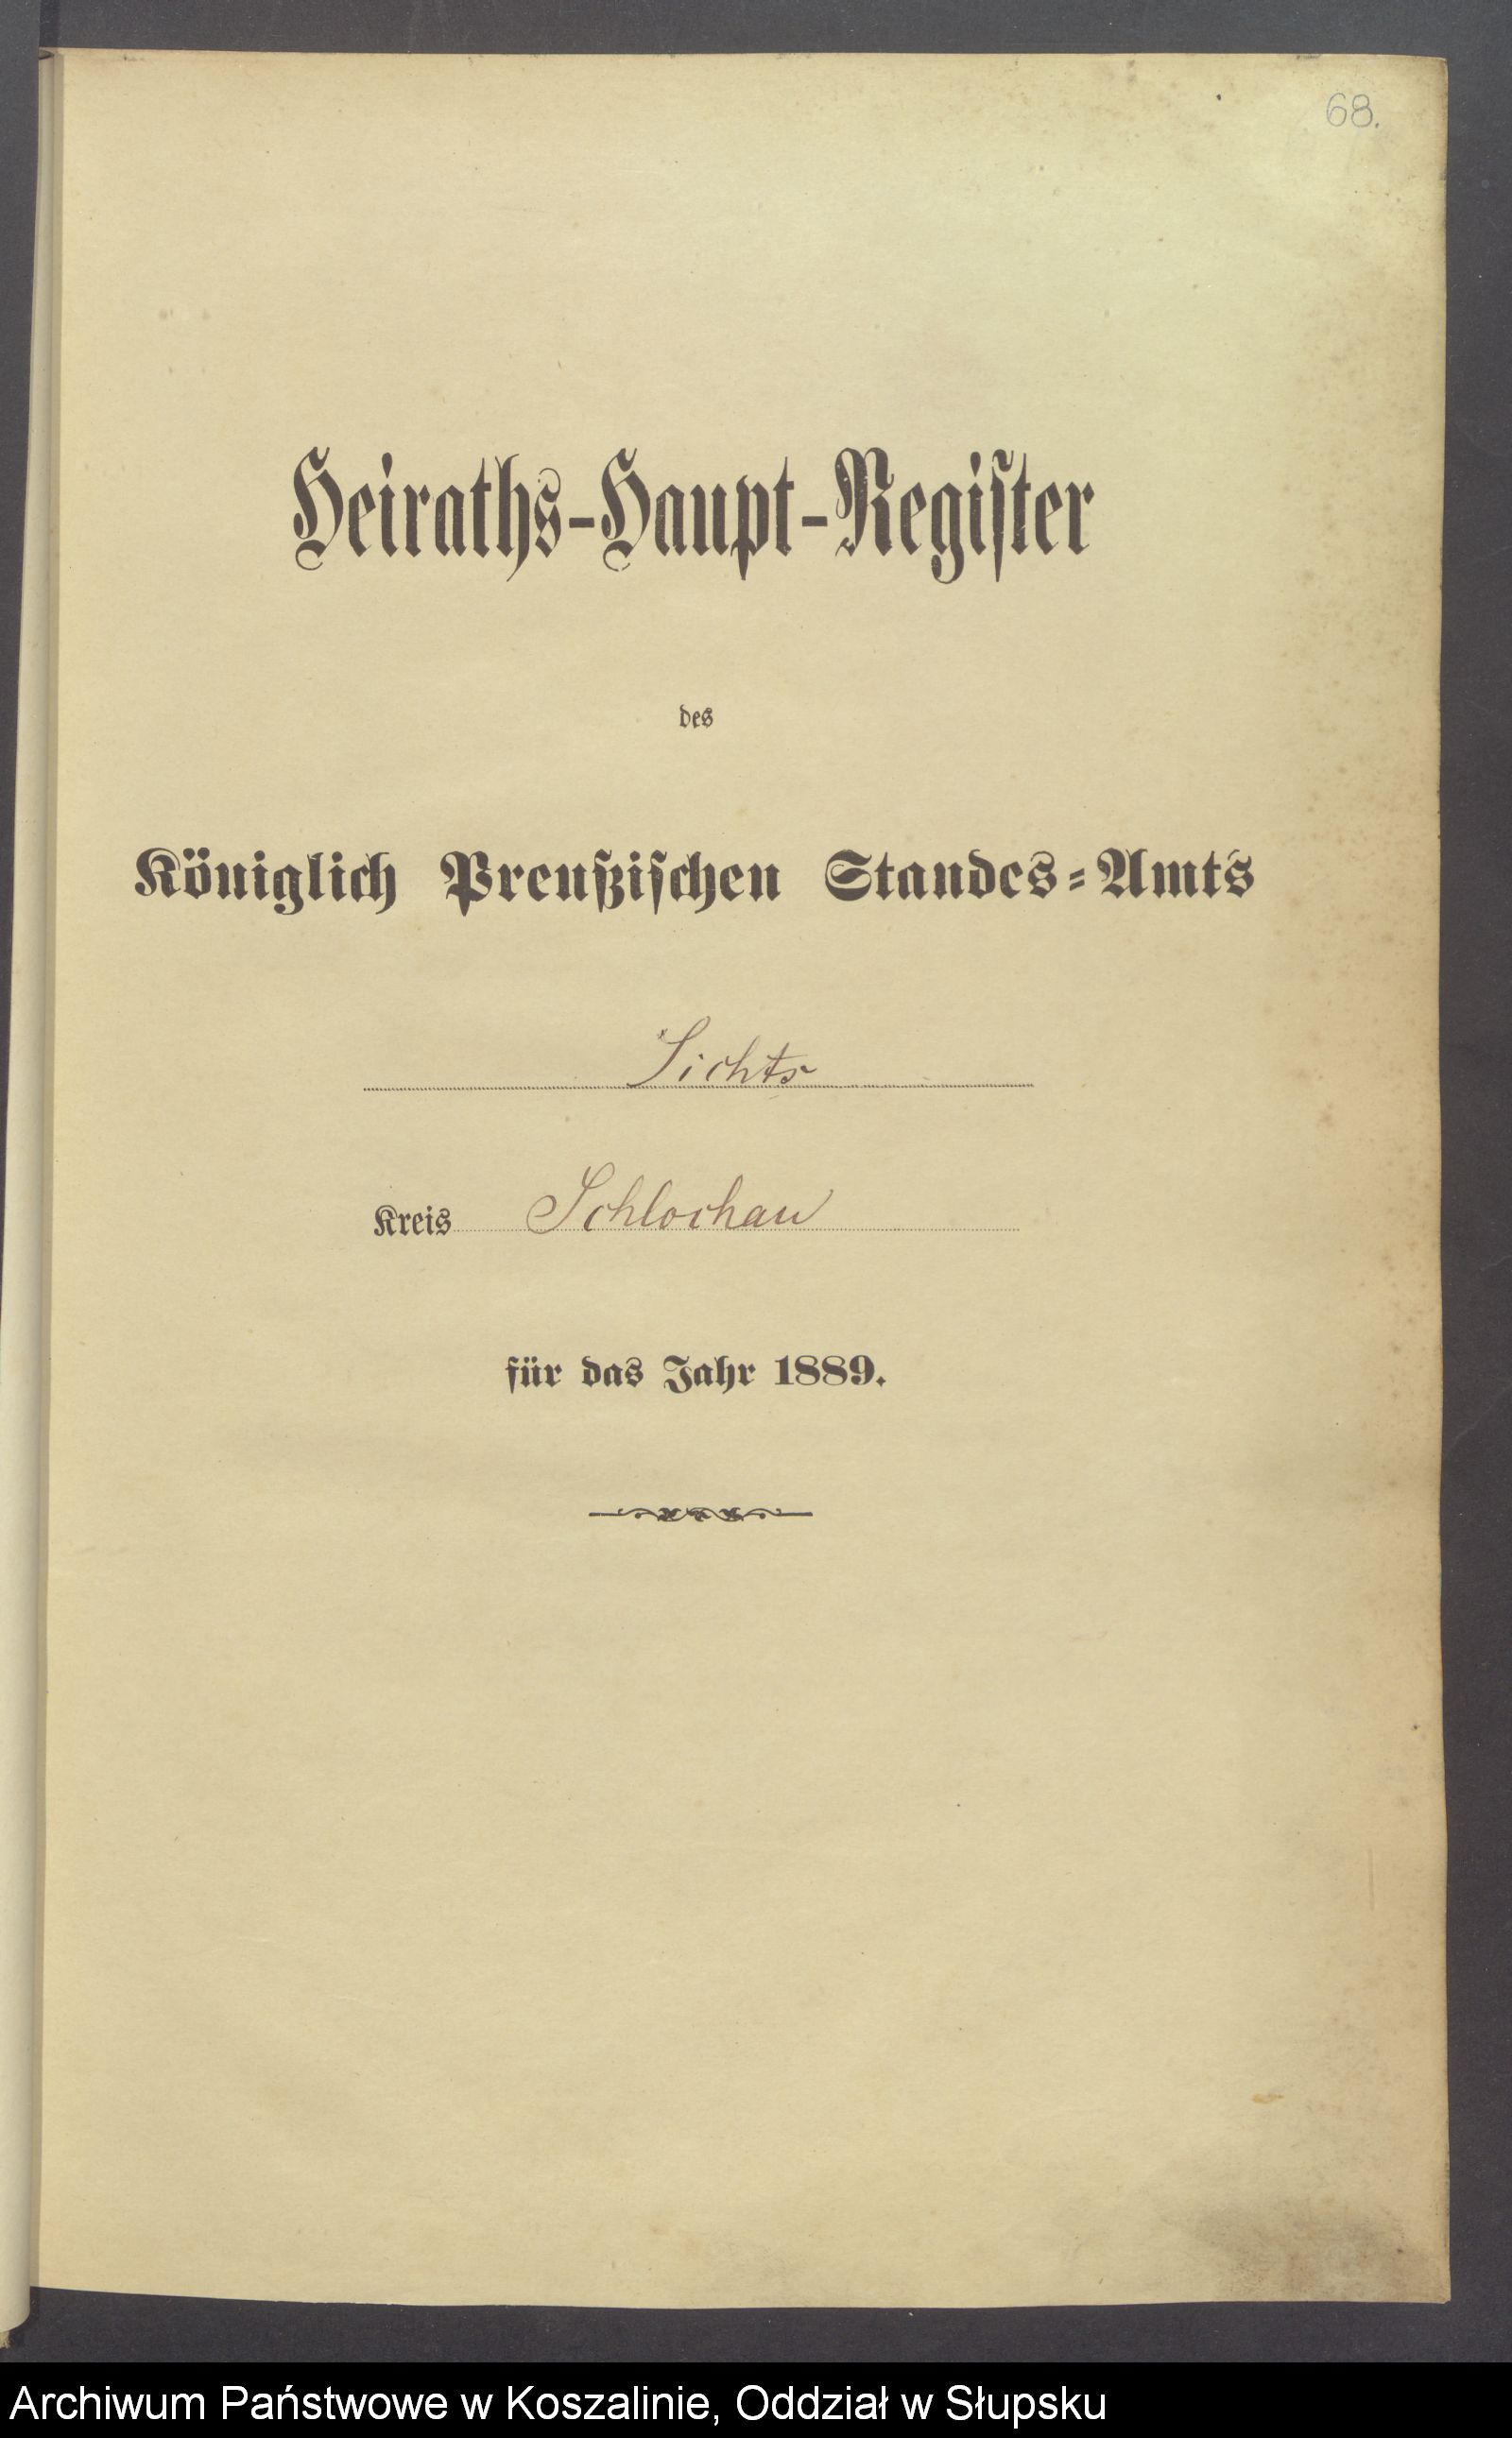 68.
Heiraths-Haupt-Regiſter
des
Königlich Preußiſchen Standes-Amts
Sichts
Kreis Schlochau
für das Jahr 1889.
Archiwum Państwowe w Koszalinie, Oddział w Słupsku